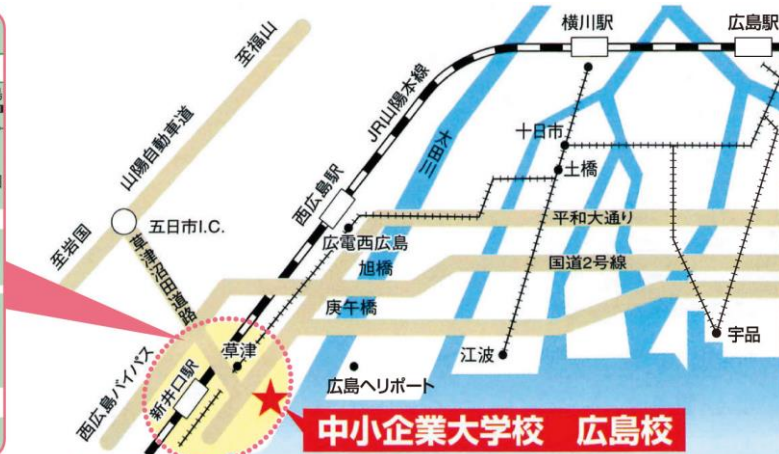 横川駅
広島駅
至福山
JR山陽本線
山陽自動車道
太田川
十日市
土橋
西広島駅
五日市I.C.
広電西広島
平和大通り
至岩国
草津沼田道路
旭橋
国道2号線
庚午橋
宇品
草津
江波
西広島バイパス
新井口駅
広島ヘリポート
中小企業大学校 広島校